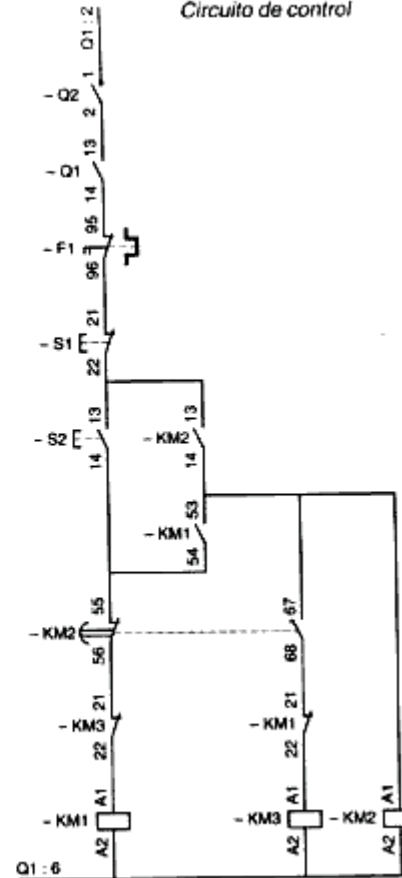 Circuito de control
Q1 : 2
1
- Q2
2
13
- Q1
14
95
- F1
96
21
- S1
22
13
13
- S2
- KM2
14
14
53
- KM1
54
55
67
- KM2
56
68
21
21
- KM3
- KM1
22
22
A1
A1
A1
- KM1
- KM3
- KM2
A2
A2
A2
Q1 : 6